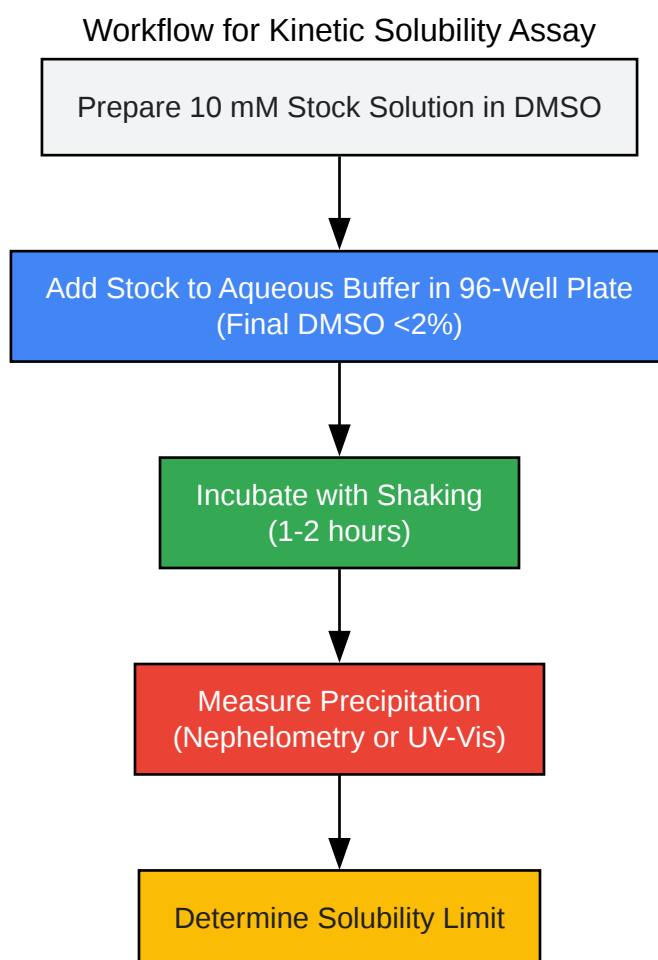 Workflow for Kinetic Solubility Assay
Prepare 10 mM Stock Solution in DMSO
Add Stock to Aqueous Buffer in 96-Well Plate
(Final DMSO <2%)
Incubate with Shaking
(1-2 hours)
Measure Precipitation
(Nephelometry or UV-Vis)
Determine Solubility Limit